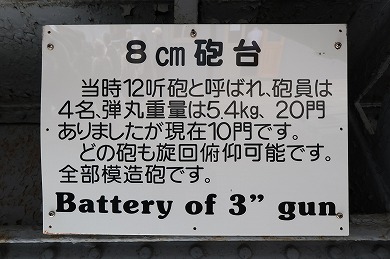 8cm砲台
当時12听砲と呼ばれ、砲員は
4名、弾丸重量は5.4kg、20門
ありましたが現在10門です。
どの砲も旋回俯仰可能です。
全部模造砲です。
Battery of 3” gun